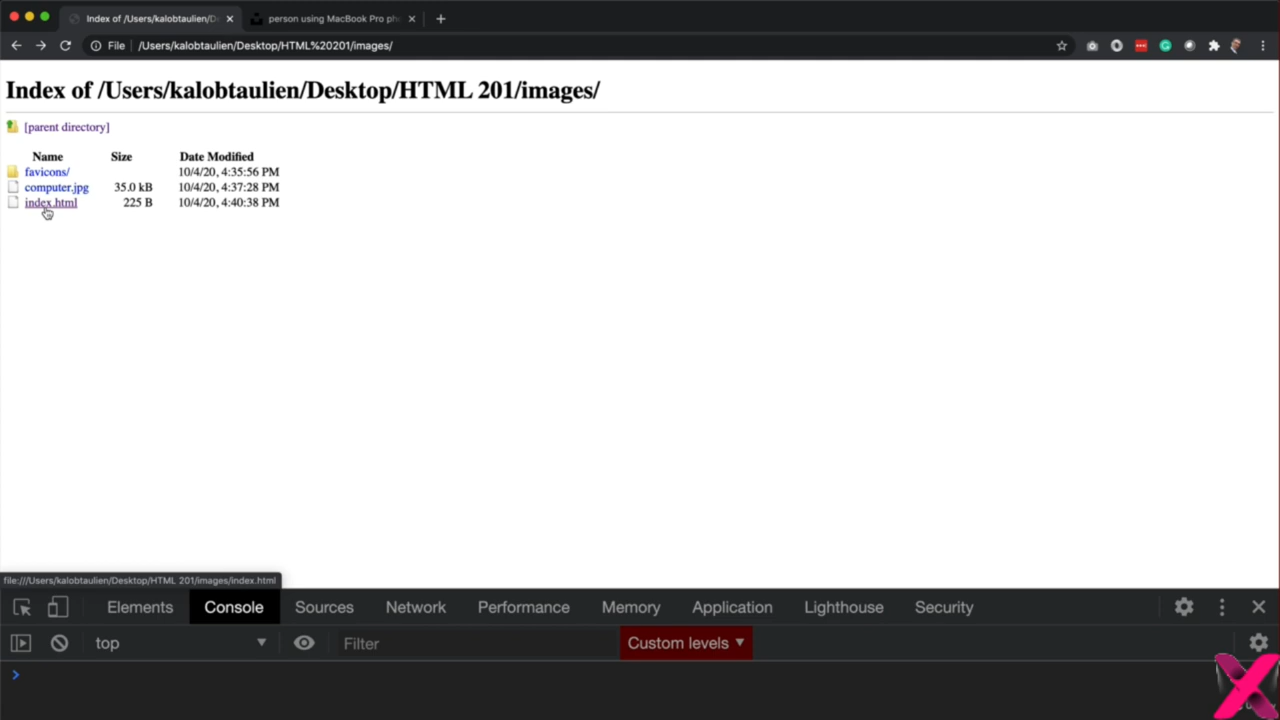 Index of /Users/kalobtaulien/D
person using MacBook Pro ph
File /Users/kalobtaulien/Desktop/HTML%20201/images/
Index of /Users/kalobtaulien/Desktop/HTML 201/images/
[parent directory]
Name Size Date Modified
favicons/ 10/4/20, 4:35:56 PM
computer.jpg 35.0 kB 10/4/20, 4:37:28 PM
index.html 225 B 10/4/20, 4:40:38 PM
file:///Users/kalobtaulien/Desktop/HTML 201/images/index.html
Elements Console Sources Network Performance Memory Application Lighthouse Security
top Filter Custom levels